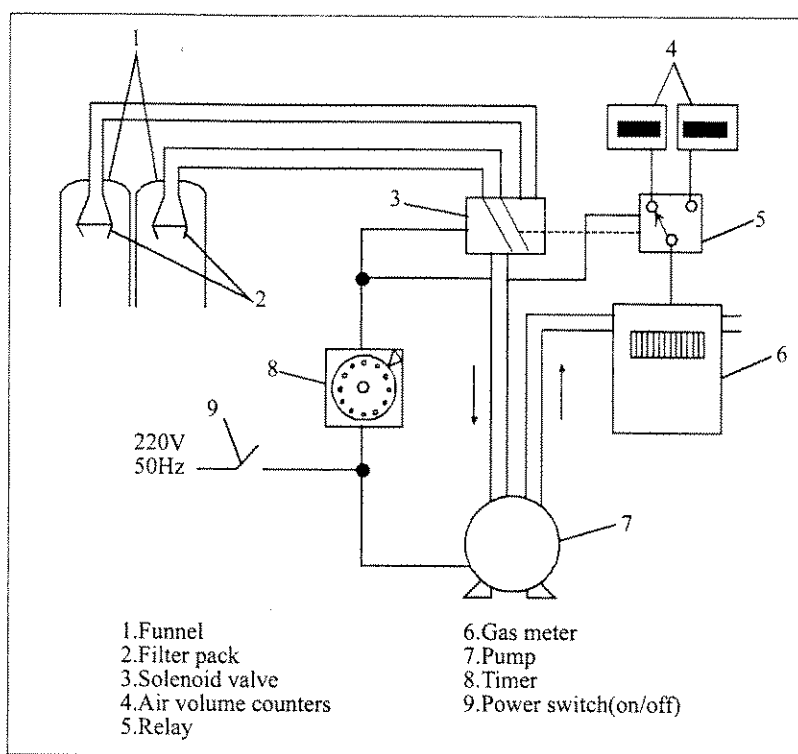 1
4
3
5
2
8
6
9
220V
50Hz
7
1.Funnel
2.Filter pack
3.Solenoid valve
4.Air volume counters
5.Relay
6.Gas meter
7.Pump
8.Timer
9.Power switch(on/off)